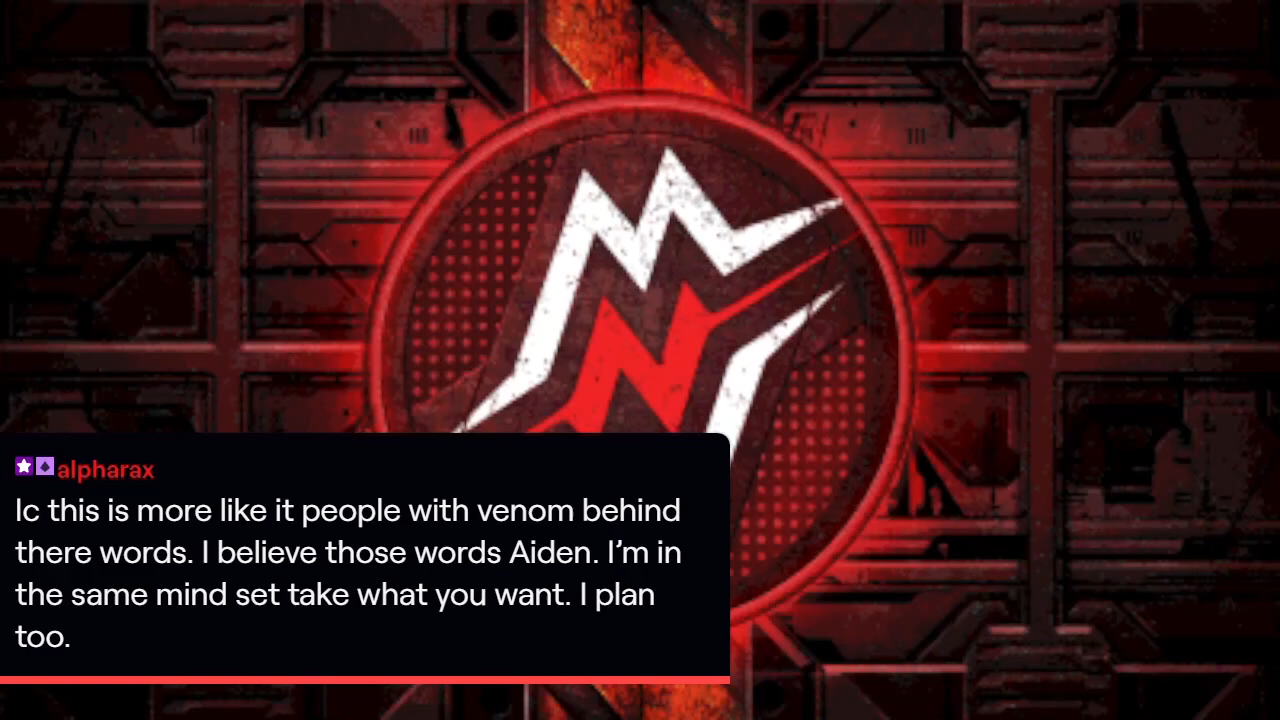 alpharax
Ic this is more like it people with venom behind
there words. I believe those words Aiden. I’m in
the same mind set take what you want. I plan
too.